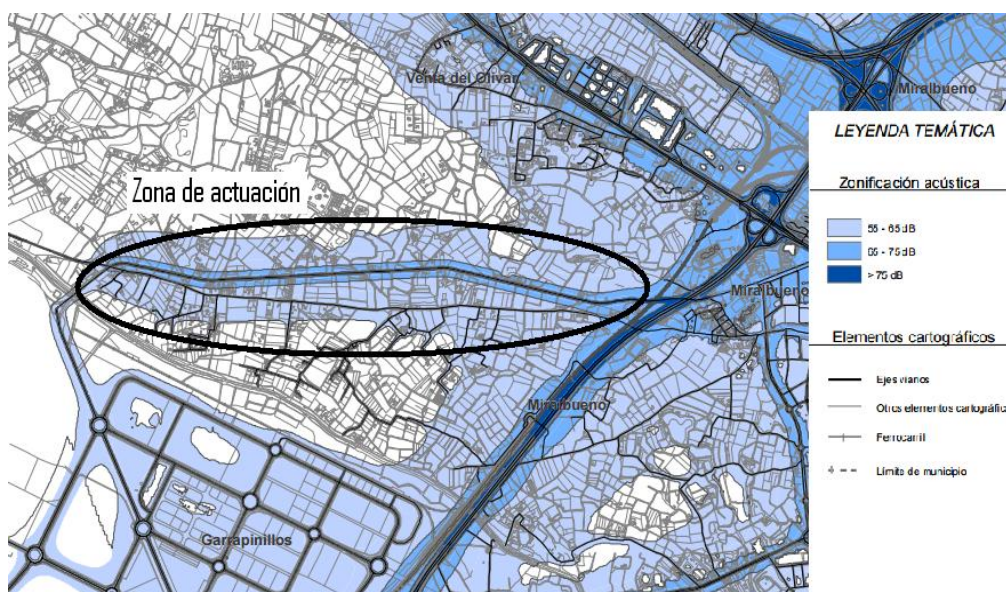 Venta del Olivar
Miralbueno
Zona de actuación
Miralbueno
Miralbueno
Garrapinillos
LEYENDA TEMÁTICA
Zonificación acústica
55 - 65 dB
65 - 75 dB
> 75 dB
Elementos cartográficos
Ejes viarios
Otros elementos cartográfic
Ferrocarril
Límite de municipio